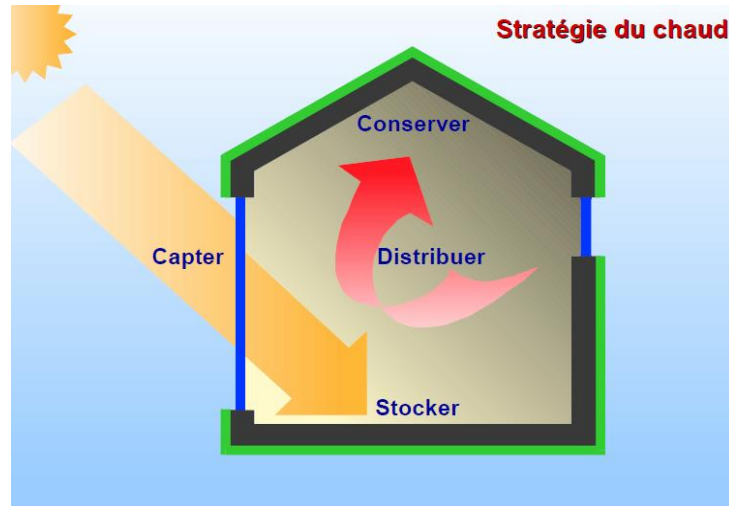 Stratégie du chaud
Conserver
Capter
Distribuer
Stocker